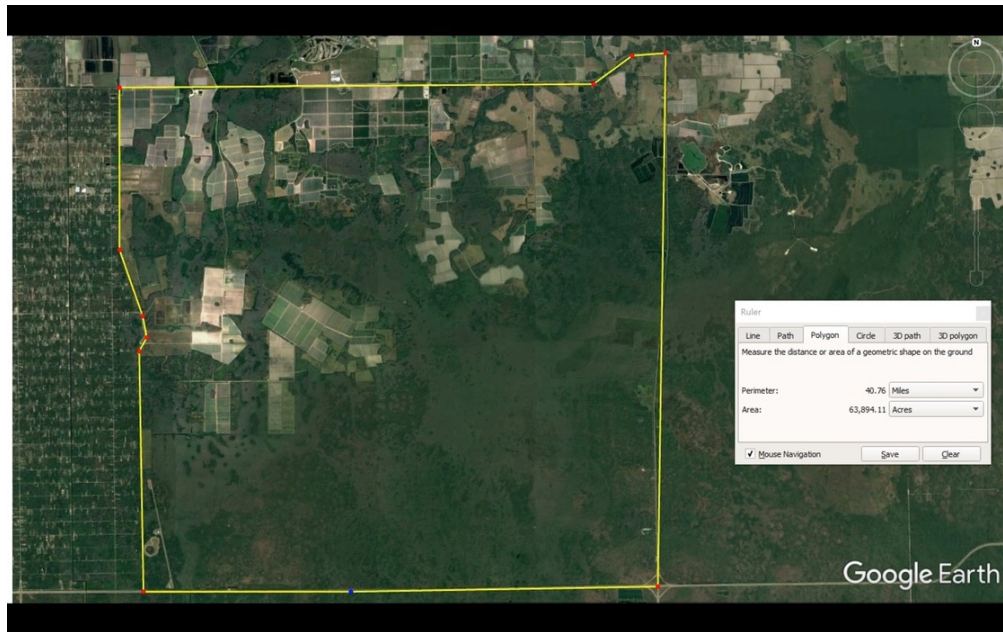 N
Ruler
Line Path Polygon Circle 3D path 3D polygon
Measure the distance or area of a geometric shape on the ground
Perimeter: 40.76 Miles
Area: 63,894.11 Acres
Mouse Navigation Save Clear
Google Earth